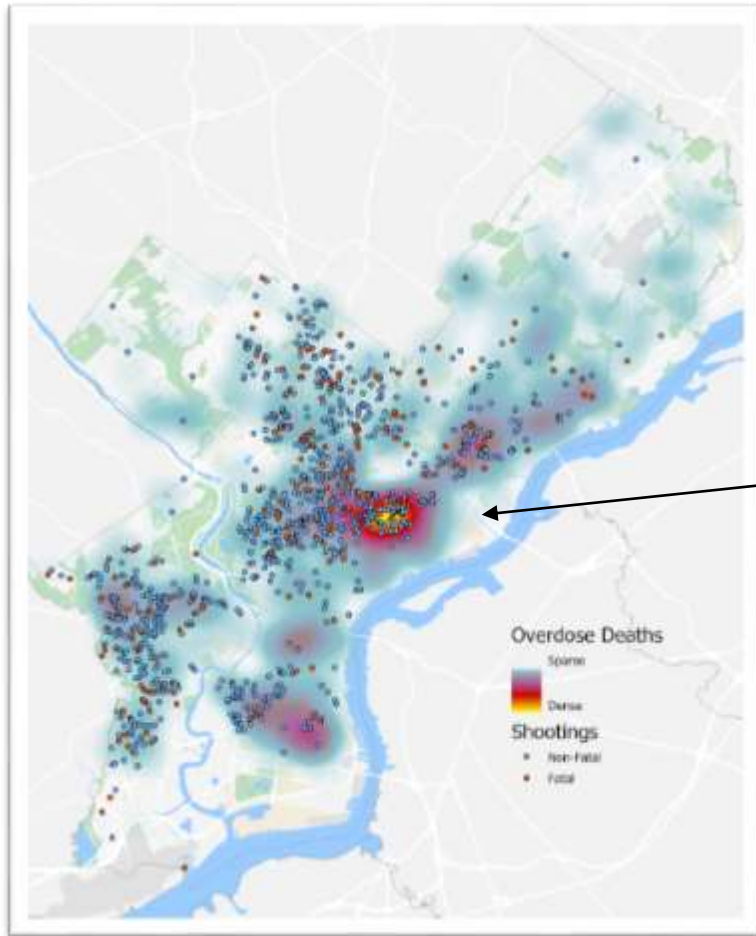 Overdose Deaths
Sparse
Dense
Shootings
Non-Fatal
Fatal